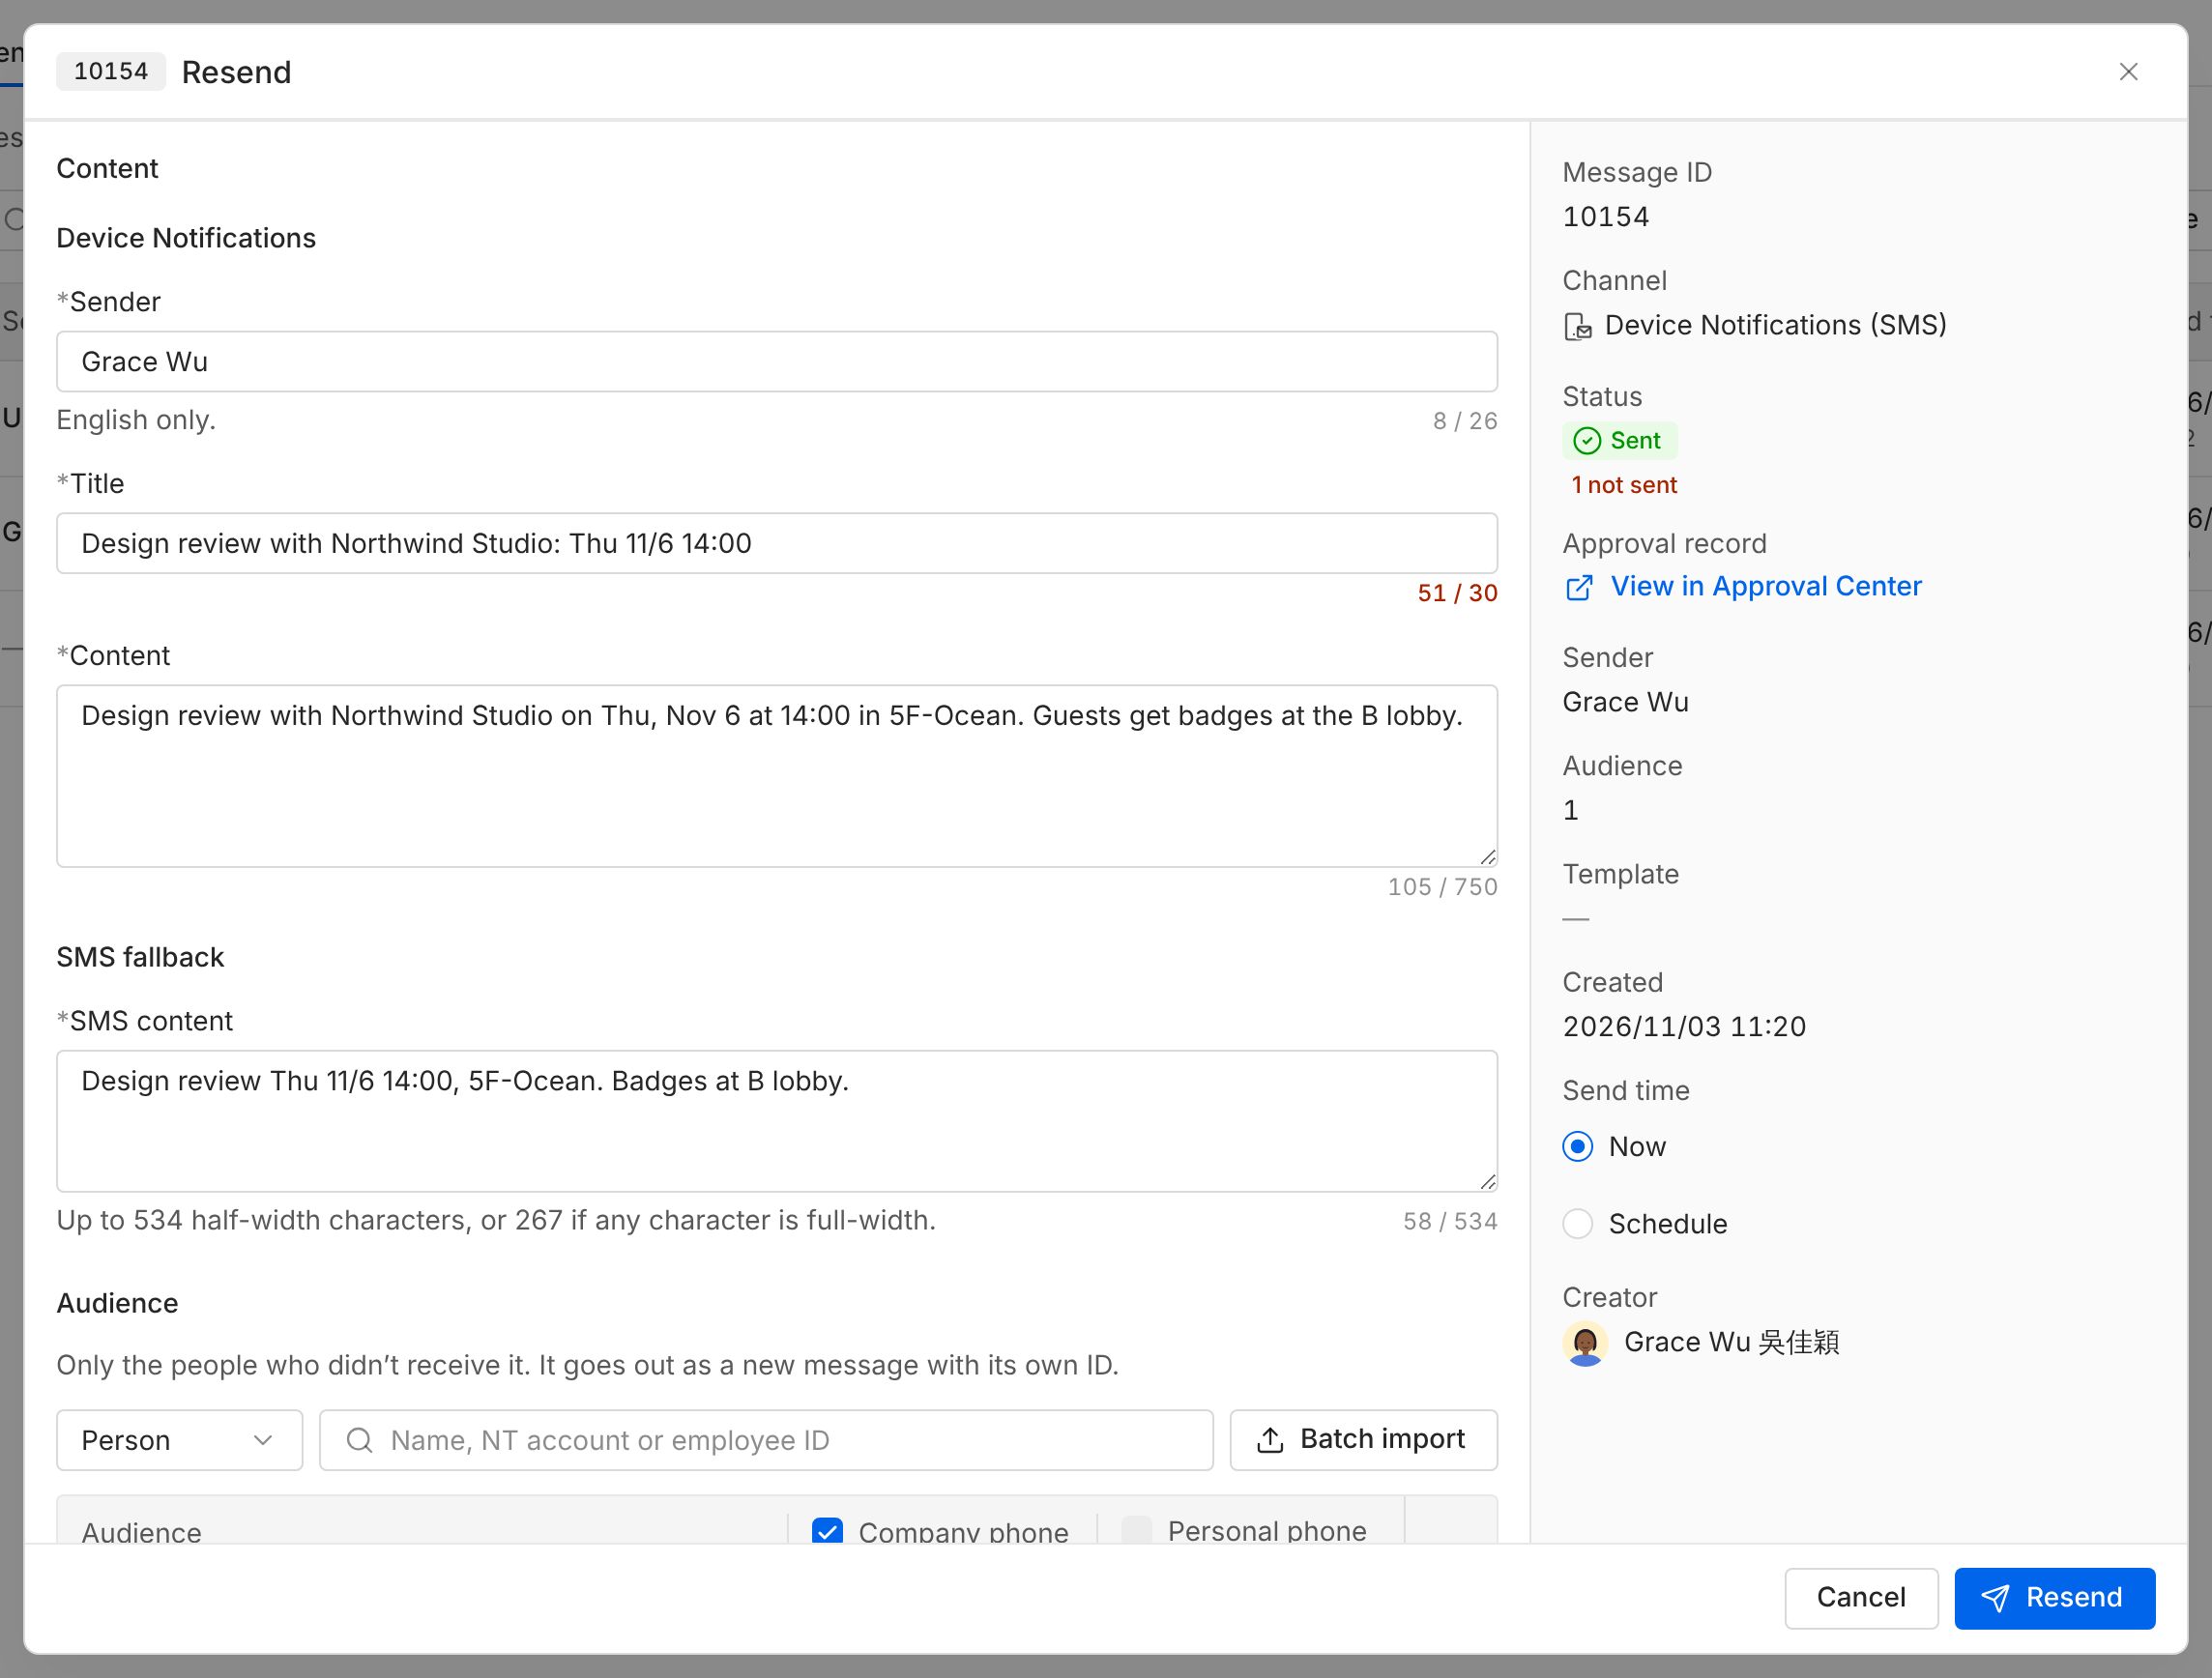 10154 Resend
Content
Device Notifications
*Sender
Grace Wu
English only.
8 / 26
*Title
Design review with Northwind Studio: Thu 11/6 14:00
51 / 30
*Content
Design review with Northwind Studio on Thu, Nov 6 at 14:00 in 5F-Ocean. Guests get badges at the B lobby.
105 / 750
SMS fallback
*SMS content
Design review Thu 11/6 14:00, 5F-Ocean. Badges at B lobby.
Up to 534 half-width characters, or 267 if any character is full-width.
58 / 534
Audience
Only the people who didn’t receive it. It goes out as a new message with its own ID.
Person
Name, NT account or employee ID
Batch import
Audience
Company phone
Personal phone
Message ID
10154
Channel
Device Notifications (SMS)
Status
Sent
1 not sent
Approval record
View in Approval Center
Sender
Grace Wu
Audience
1
Template
—
Created
2026/11/03 11:20
Send time
Now
Schedule
Creator
Grace Wu 吳佳穎
Cancel
Resend